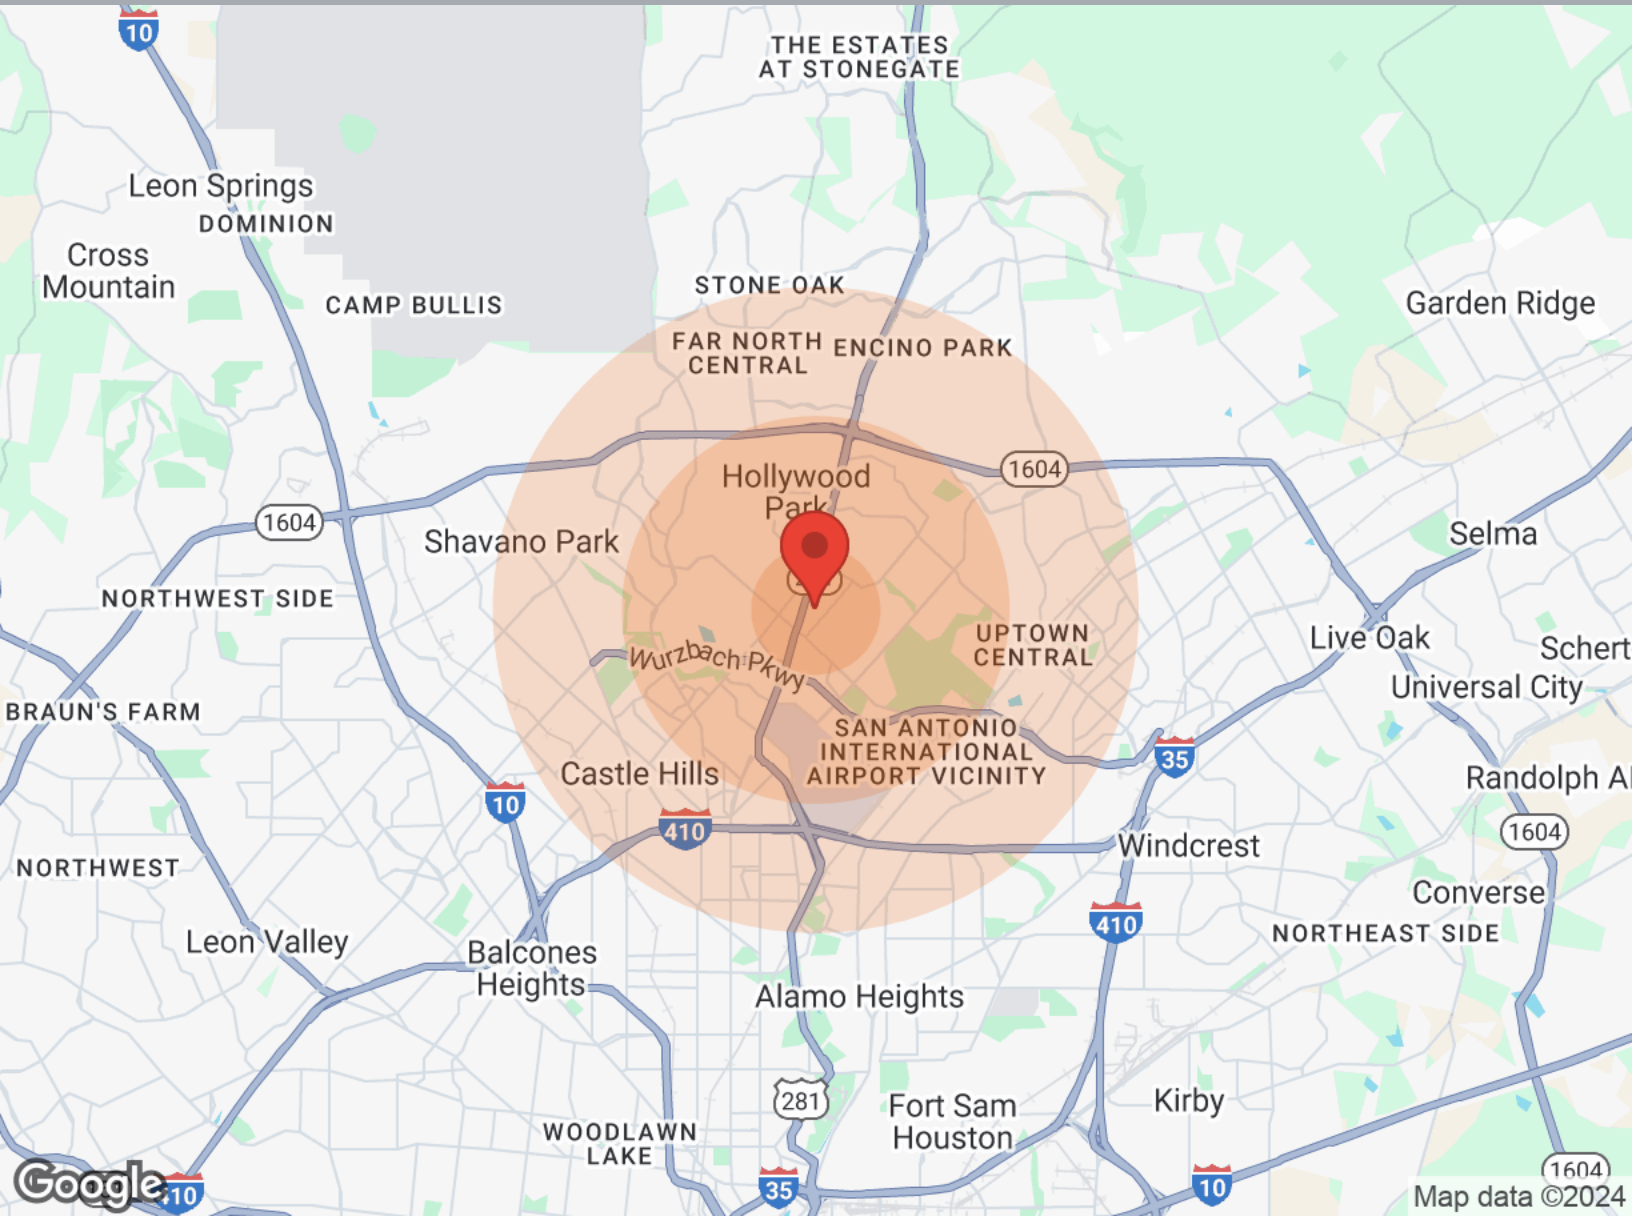 10
THE ESTATES
AT STONEGATE
Leon Springs
DOMINION
Cross
Mountain
CAMP BULLIS
STONE OAK
Garden Ridge
FAR NORTH
CENTRAL
ENCINO PARK
1604
Hollywood
Park
1604
Shavano Park
Selma
NORTHWEST SIDE
UPTOWN
CENTRAL
Live Oak
Schert
Wurzbach Pkwy
Universal City
BRAUN'S FARM
SAN ANTONIO
INTERNATIONAL
AIRPORT VICINITY
35
Castle Hills
Randolph A
10
410
1604
Windcrest
NORTHWEST
Converse
410
NORTHEAST SIDE
Leon Valley
Balcones
Heights
Alamo Heights
281
Fort Sam
Houston
Kirby
WOODLAWN
LAKE
1604
Google
410
35
10
Map data ©2024